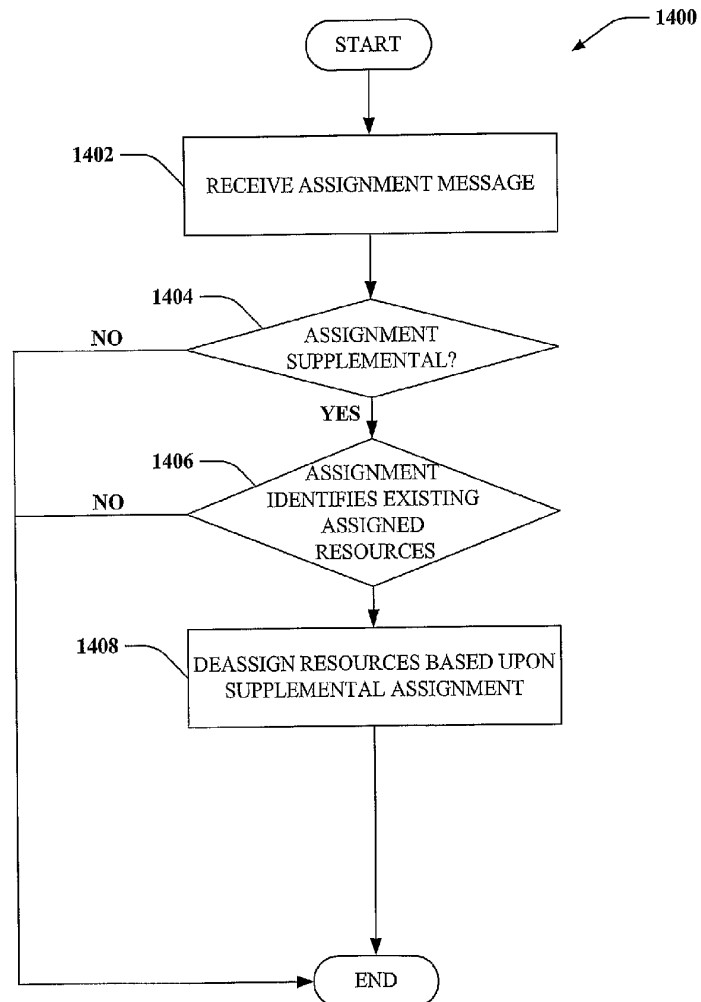 1400
START
1402
RECEIVE ASSIGNMENT MESSAGE
1404
NO
ASSIGNMENT
SUPPLEMENTAL?
YES
1406
NO
ASSIGNMENT
IDENTIFIES EXISTING
ASSIGNED
RESOURCES
1408
DEASSIGN RESOURCES BASED UPON
SUPPLEMENTAL ASSIGNMENT
END